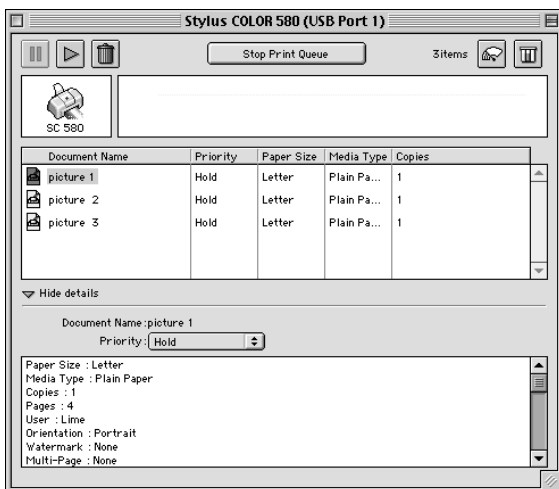 Stylus COLOR 580 (USB Port 1)
Stop Print Queue
3items
SC 580
Document Name Priority Paper Size Media Type Copies
picture 1 Hold Letter Plain Pa... 1
picture 2 Hold Letter Plain Pa... 1
picture 3 Hold Letter Plain Pa... 1
Hide details
Document Name :picture 1
Priority : Hold
Paper Size : Letter
Media Type : Plain Paper
Copies : 1
Pages : 4
User : Lime
Orientation : Portrait
Watermark : None
Multi-Page : None